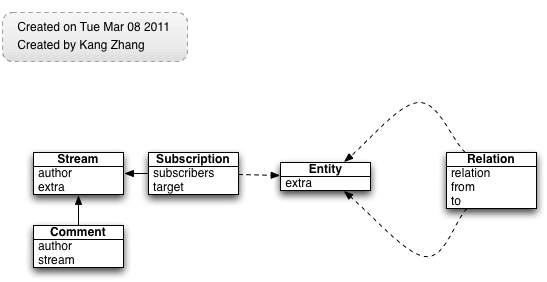 Created on Tue Mar 08 2011
Created by Kang Zhang
Stream
author
extra
Subscription
subscribers
target
Entity
extra
Relation
relation
from
to
Comment
author
stream